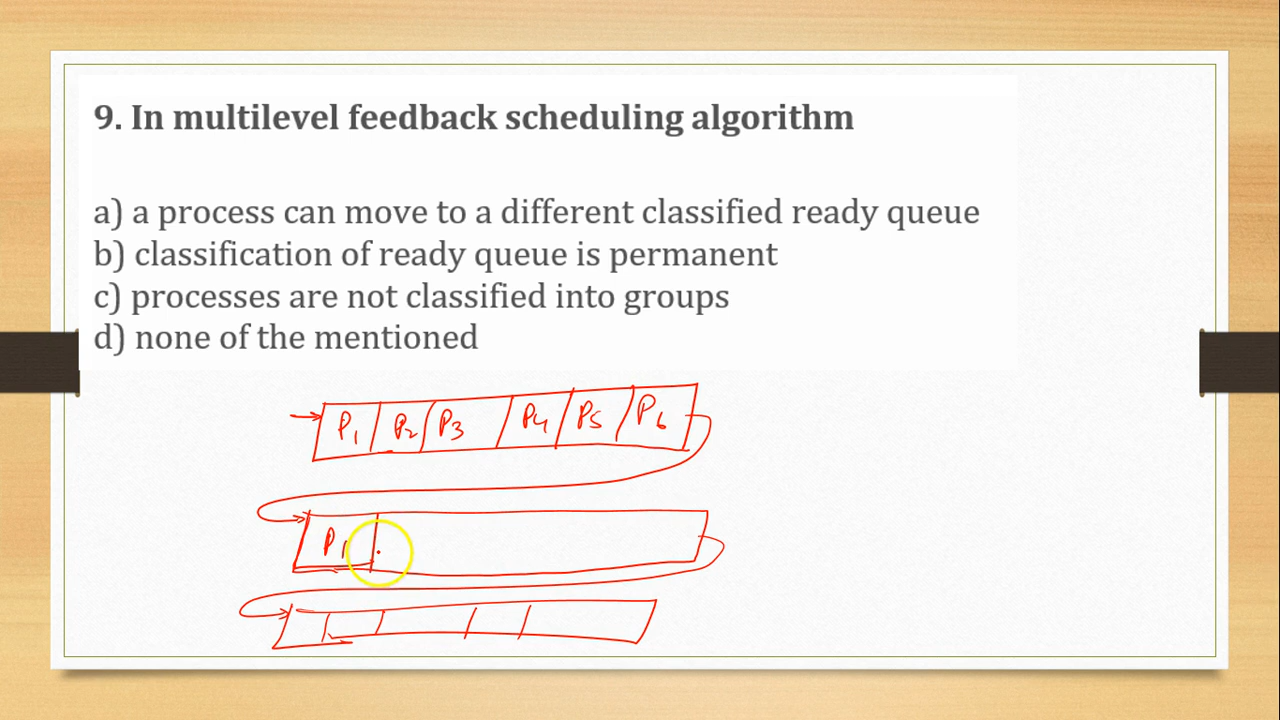 9. In multilevel feedback scheduling algorithm
a) a process can move to a different classified ready queue
b) classification of ready queue is permanent
c) processes are not classified into groups
d) none of the mentioned
P1 P2 P3 P4 P5 P6
P1